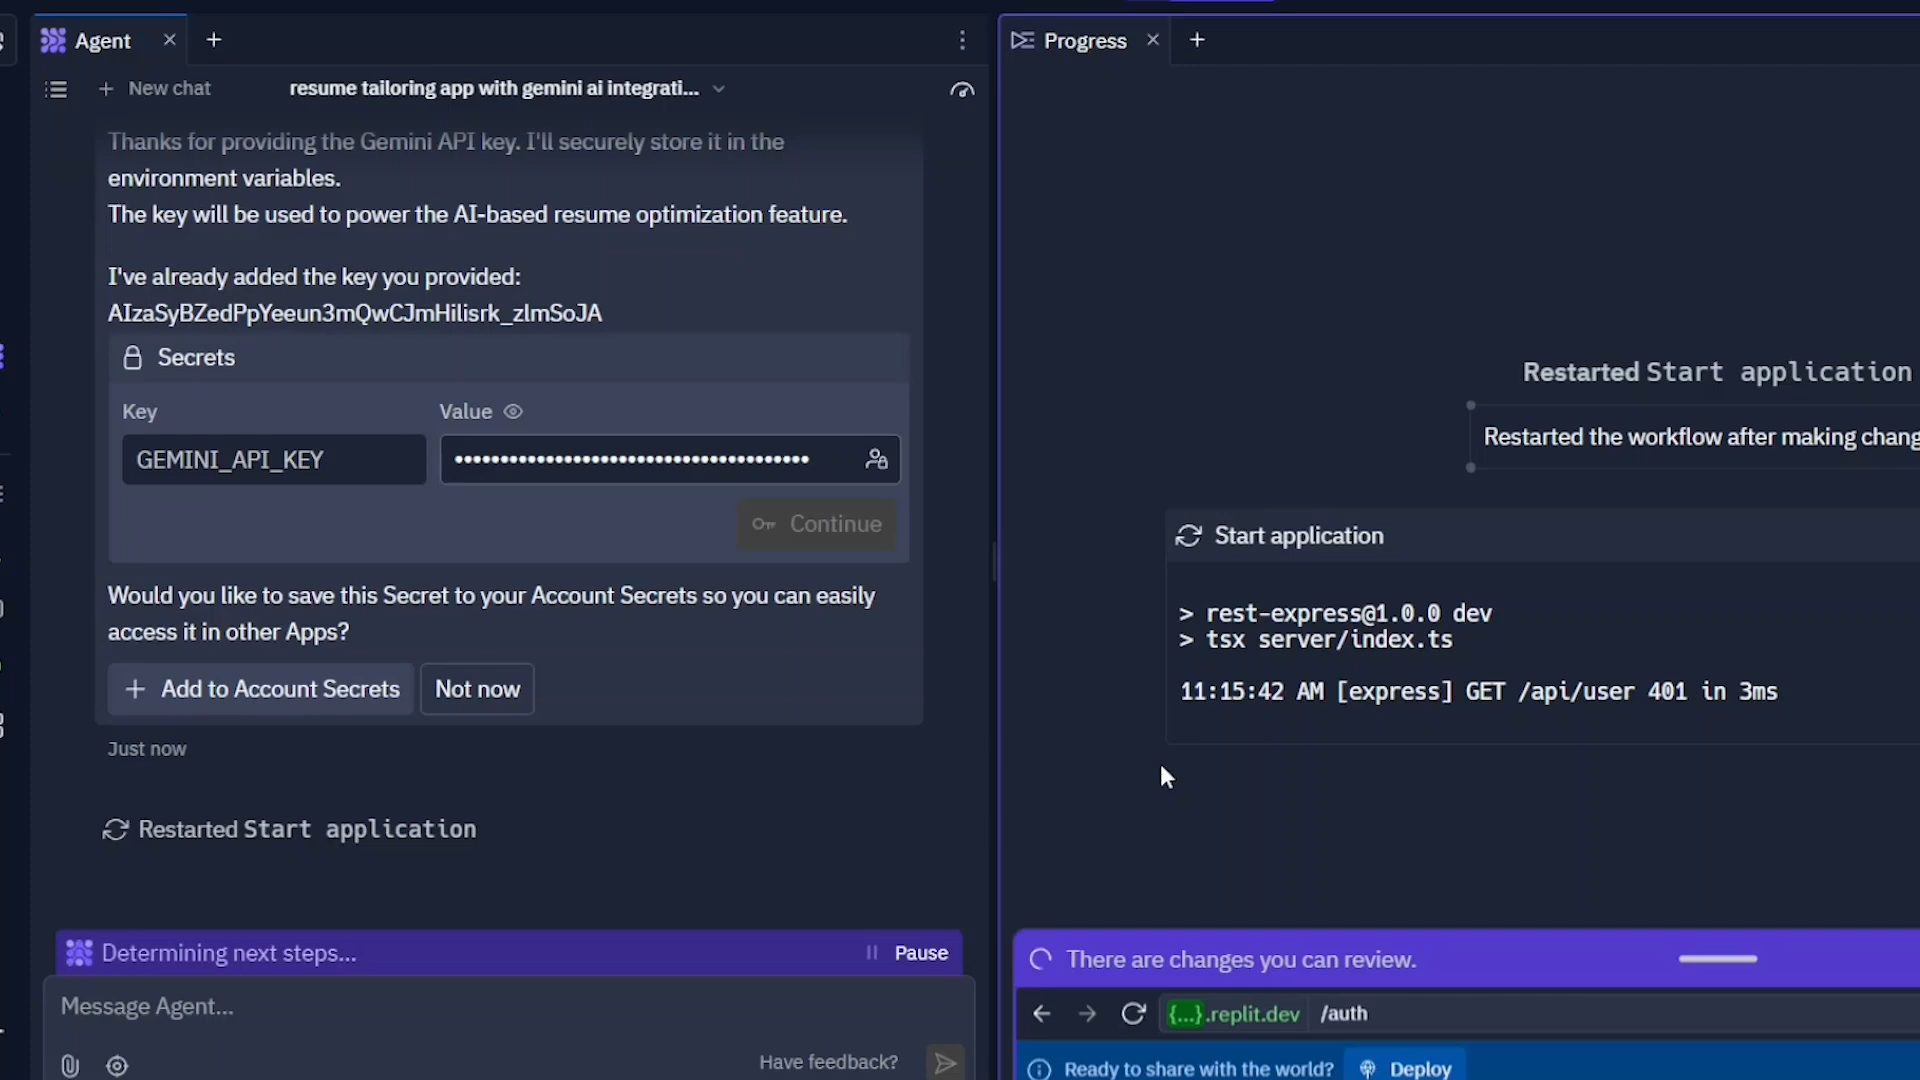 Agent
Progress
New chat
resume tailoring app with gemini ai integrati...
Thanks for providing the Gemini API key. I'll securely store it in the
environment variables.
The key will be used to power the AI-based resume optimization feature.
I've already added the key you provided:
AIzaSyBZedPpYeeun3mQwCJmHilisrk_zlmSoJA
Secrets
Key
Value
GEMINI_API_KEY
•••••••••••••••••••••••••••••••••••••••
Continue
Would you like to save this Secret to your Account Secrets so you can easily
access it in other Apps?
+ Add to Account Secrets
Not now
Just now
Restarted Start application
Determining next steps...
Pause
Message Agent...
Have feedback?
Restarted Start application
Restarted the workflow after making chang
Start application
> rest-express@1.0.0 dev
> tsx server/index.ts
11:15:42 AM [express] GET /api/user 401 in 3ms
There are changes you can review.
{...}.replit.dev /auth
Ready to share with the world?
Deploy